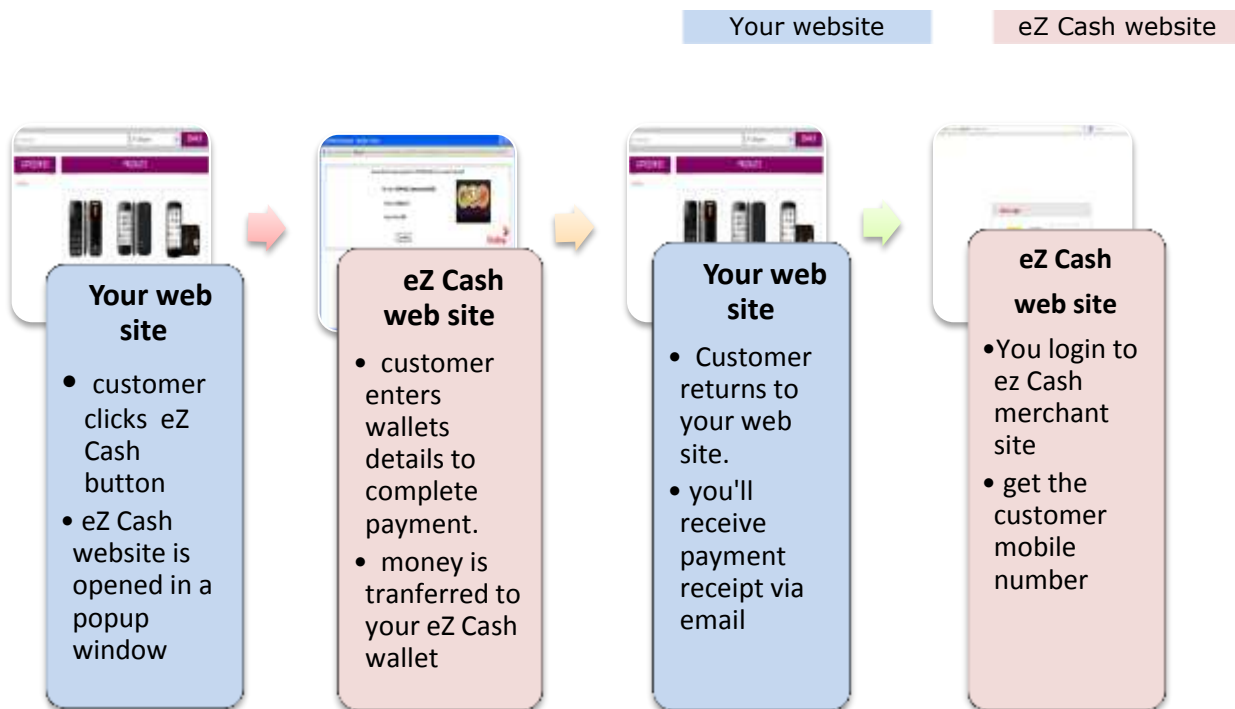 Your website
eZ Cash website
Your web
site
• customer
clicks eZ
Cash
button
• eZ Cash
website is
opened in a
popup
window
eZ Cash
web site
• customer
enters
wallets
details to
complete
payment.
• money is
tranferred to
your eZ Cash
wallet
Your web
site
• Customer
returns to
your web
site.
• you'll
receive
payment
receipt via
email
eZ Cash
web site
•You login to
ez Cash
merchant
site
• get the
customer
mobile
number